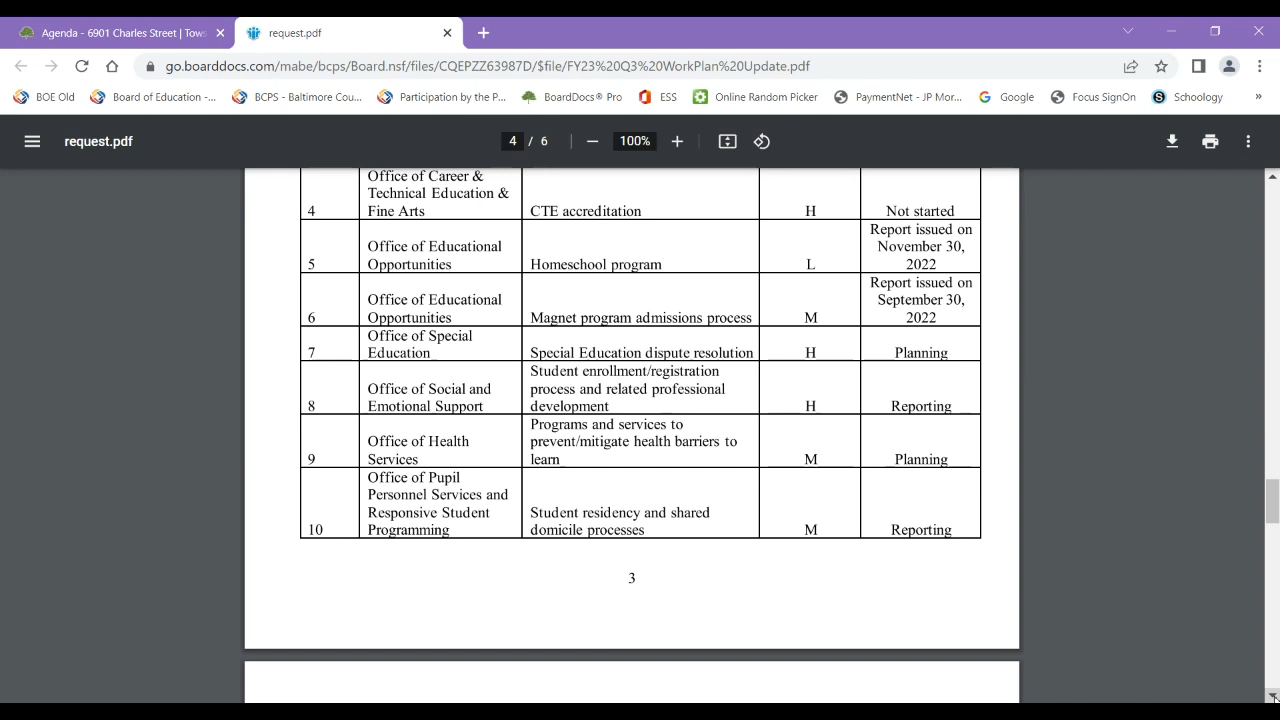 Agenda - 6901 Charles Street | Tows
request.pdf
go.boarddocs.com/mabe/bcps/Board.nsf/files/CQEPZZ63987D/$file/FY23%20Q3%20WorkPlan%20Update.pdf
BOE Old
Board of Education -...
BCPS - Baltimore Cou...
Participation by the P...
BoardDocs® Pro
ESS
Online Random Picker
PaymentNet - JP Mor...
Google
Focus SignOn
Schoology
»
request.pdf
4 / 6
100%
Office of Career &
Technical Education &
4 Fine Arts CTE accreditation H Not started
Report issued on
Office of Educational November 30,
5 Opportunities Homeschool program L 2022
Report issued on
Office of Educational September 30,
6 Opportunities Magnet program admissions process M 2022
Office of Special
7 Education Special Education dispute resolution H Planning
Student enrollment/registration
Office of Social and process and related professional
8 Emotional Support development H Reporting
Programs and services to
Office of Health prevent/mitigate health barriers to
9 Services learn M Planning
Office of Pupil
Personnel Services and
Responsive Student Student residency and shared
10 Programming domicile processes M Reporting
3